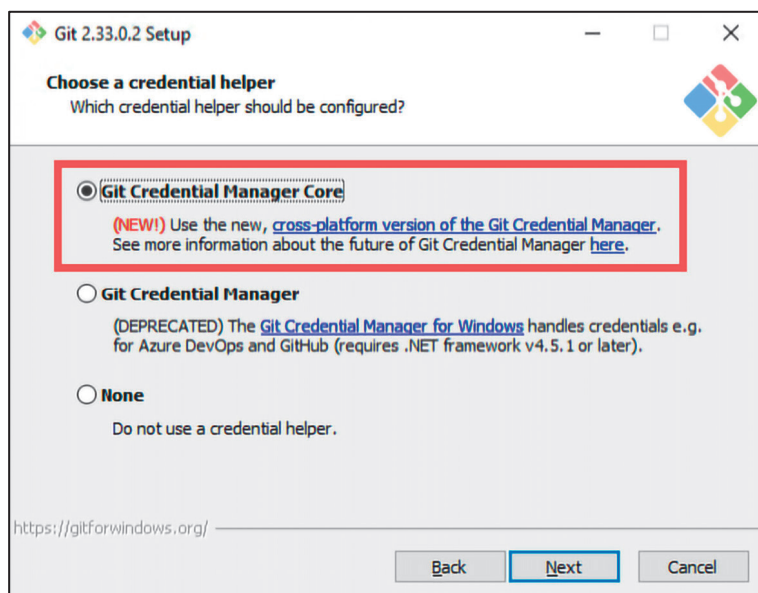 Git 2.33.0.2 Setup
Choose a credential helper
Which credential helper should be configured?
Git Credential Manager Core
(NEW!) Use the new, cross-platform version of the Git Credential Manager.
See more information about the future of Git Credential Manager here.
Git Credential Manager
(DEPRECATED) The Git Credential Manager for Windows handles credentials e.g.
for Azure DevOps and GitHub (requires .NET framework v4.5.1 or later).
None
Do not use a credential helper.
https://gitforwindows.org/
Back Next Cancel